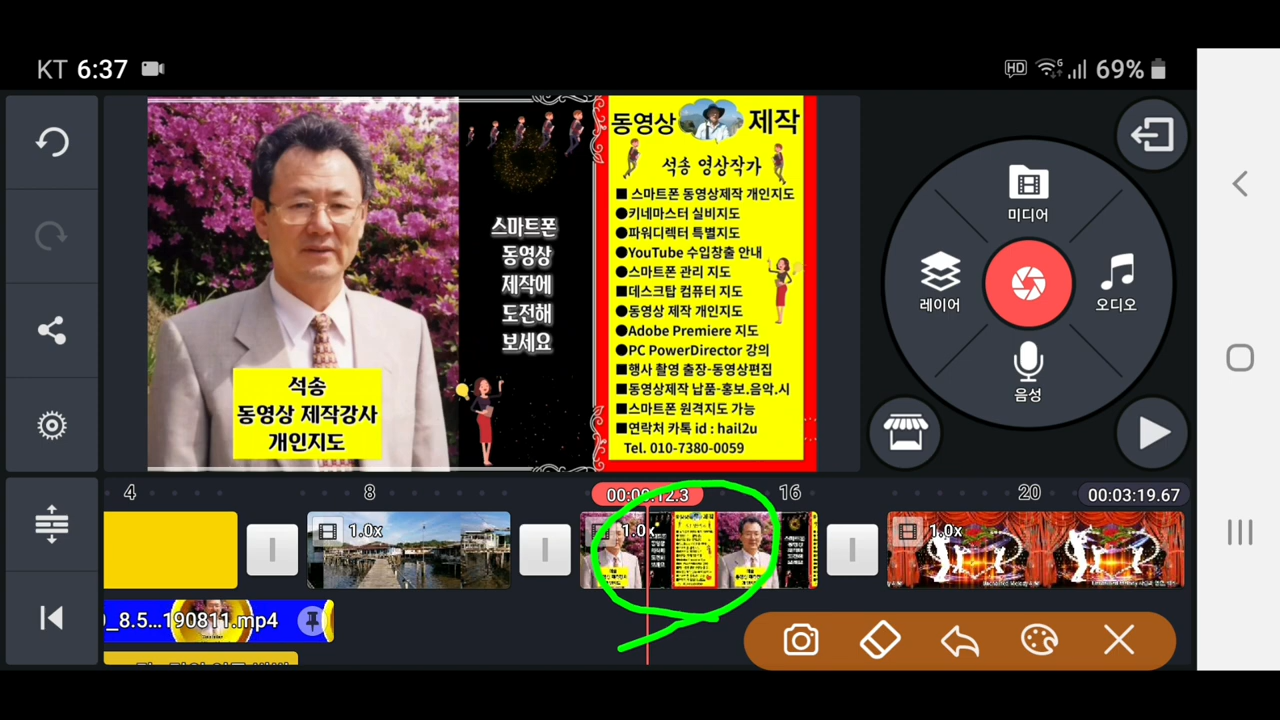 KT 6:37
HD
69%
동영상 제작
석송 영상작가
■ 스마트폰 동영상제작 개인지도
●키네마스터 실비지도
●파워디렉터 특별지도
●YouTube 수입창출 안내
●스마트폰 관리 지도
■데스크탑 컴퓨터 지도
●동영상 제작 개인지도
●Adobe Premiere 지도
●PC PowerDirector 강의
■행사 촬영 출장-동영상편집
■동영상제작 납품-홍보.음악.시
■스마트폰 원격지도 가능
■연락처 카톡 id : hail2u
Tel. 010-7380-0059
스마트폰
동영상
제작에
도전해
보세요
석송
동영상 제작강사
개인지도
미디어
레이어
오디오
음성
4
8
00:00:12.3
16
20
00:03:19.67
1.0x
1.0x
1.0x
_8.5...190811.mp4